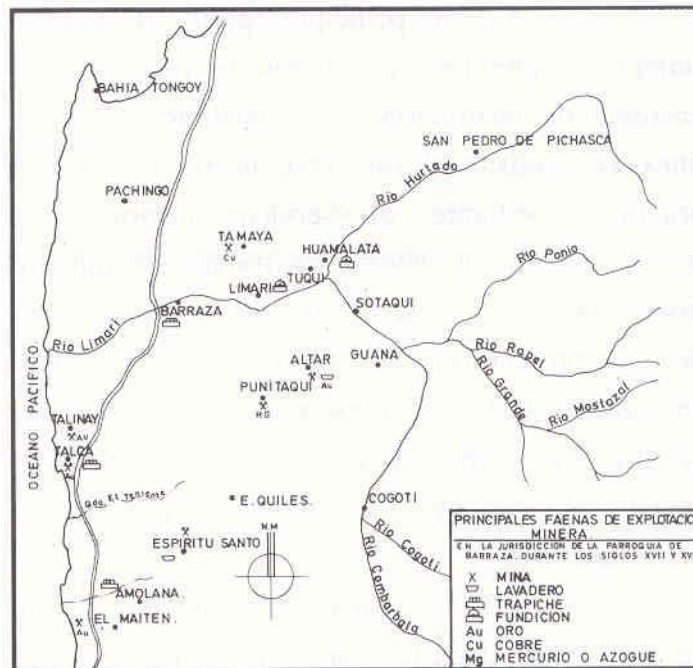 BAHIA TONGOY
SAN PEDRO DE PICHASCA
Rio Hurtado
PACHINGO
TAMAYA
Cu
HUAMALATA
TUQUI
Rio Ponio
LIMARI
BARRAZA
SOTAQUI
Rio Limari
Rio Rapel
ALTAR
Au
GUANA
Rio Grande
Rio Mostazal
PUNITAQUI
HG
OCEANO PACIFICO
TALINAY
Au
TALCA
Qda. EL TENIENTE
E. QUILES.
COGOTI
N.M
Rio Cogoti
Rio Combarbala
ESPIRITU SANTO
AMOLANA.
EL MAITEN.
Au
PRINCIPALES FAENAS DE EXPLOTACIO
MINERA.
EN LA JURISDICCION DE LA PARROQUIA DE
BARRAZA. DURANTE LOS SIGLOS XVII Y XVI
MINA
LAVADERO
TRAPICHE
FUNDICION
Au ORO
Cu COBRE
Mg MERCURIO O AZOGUE.